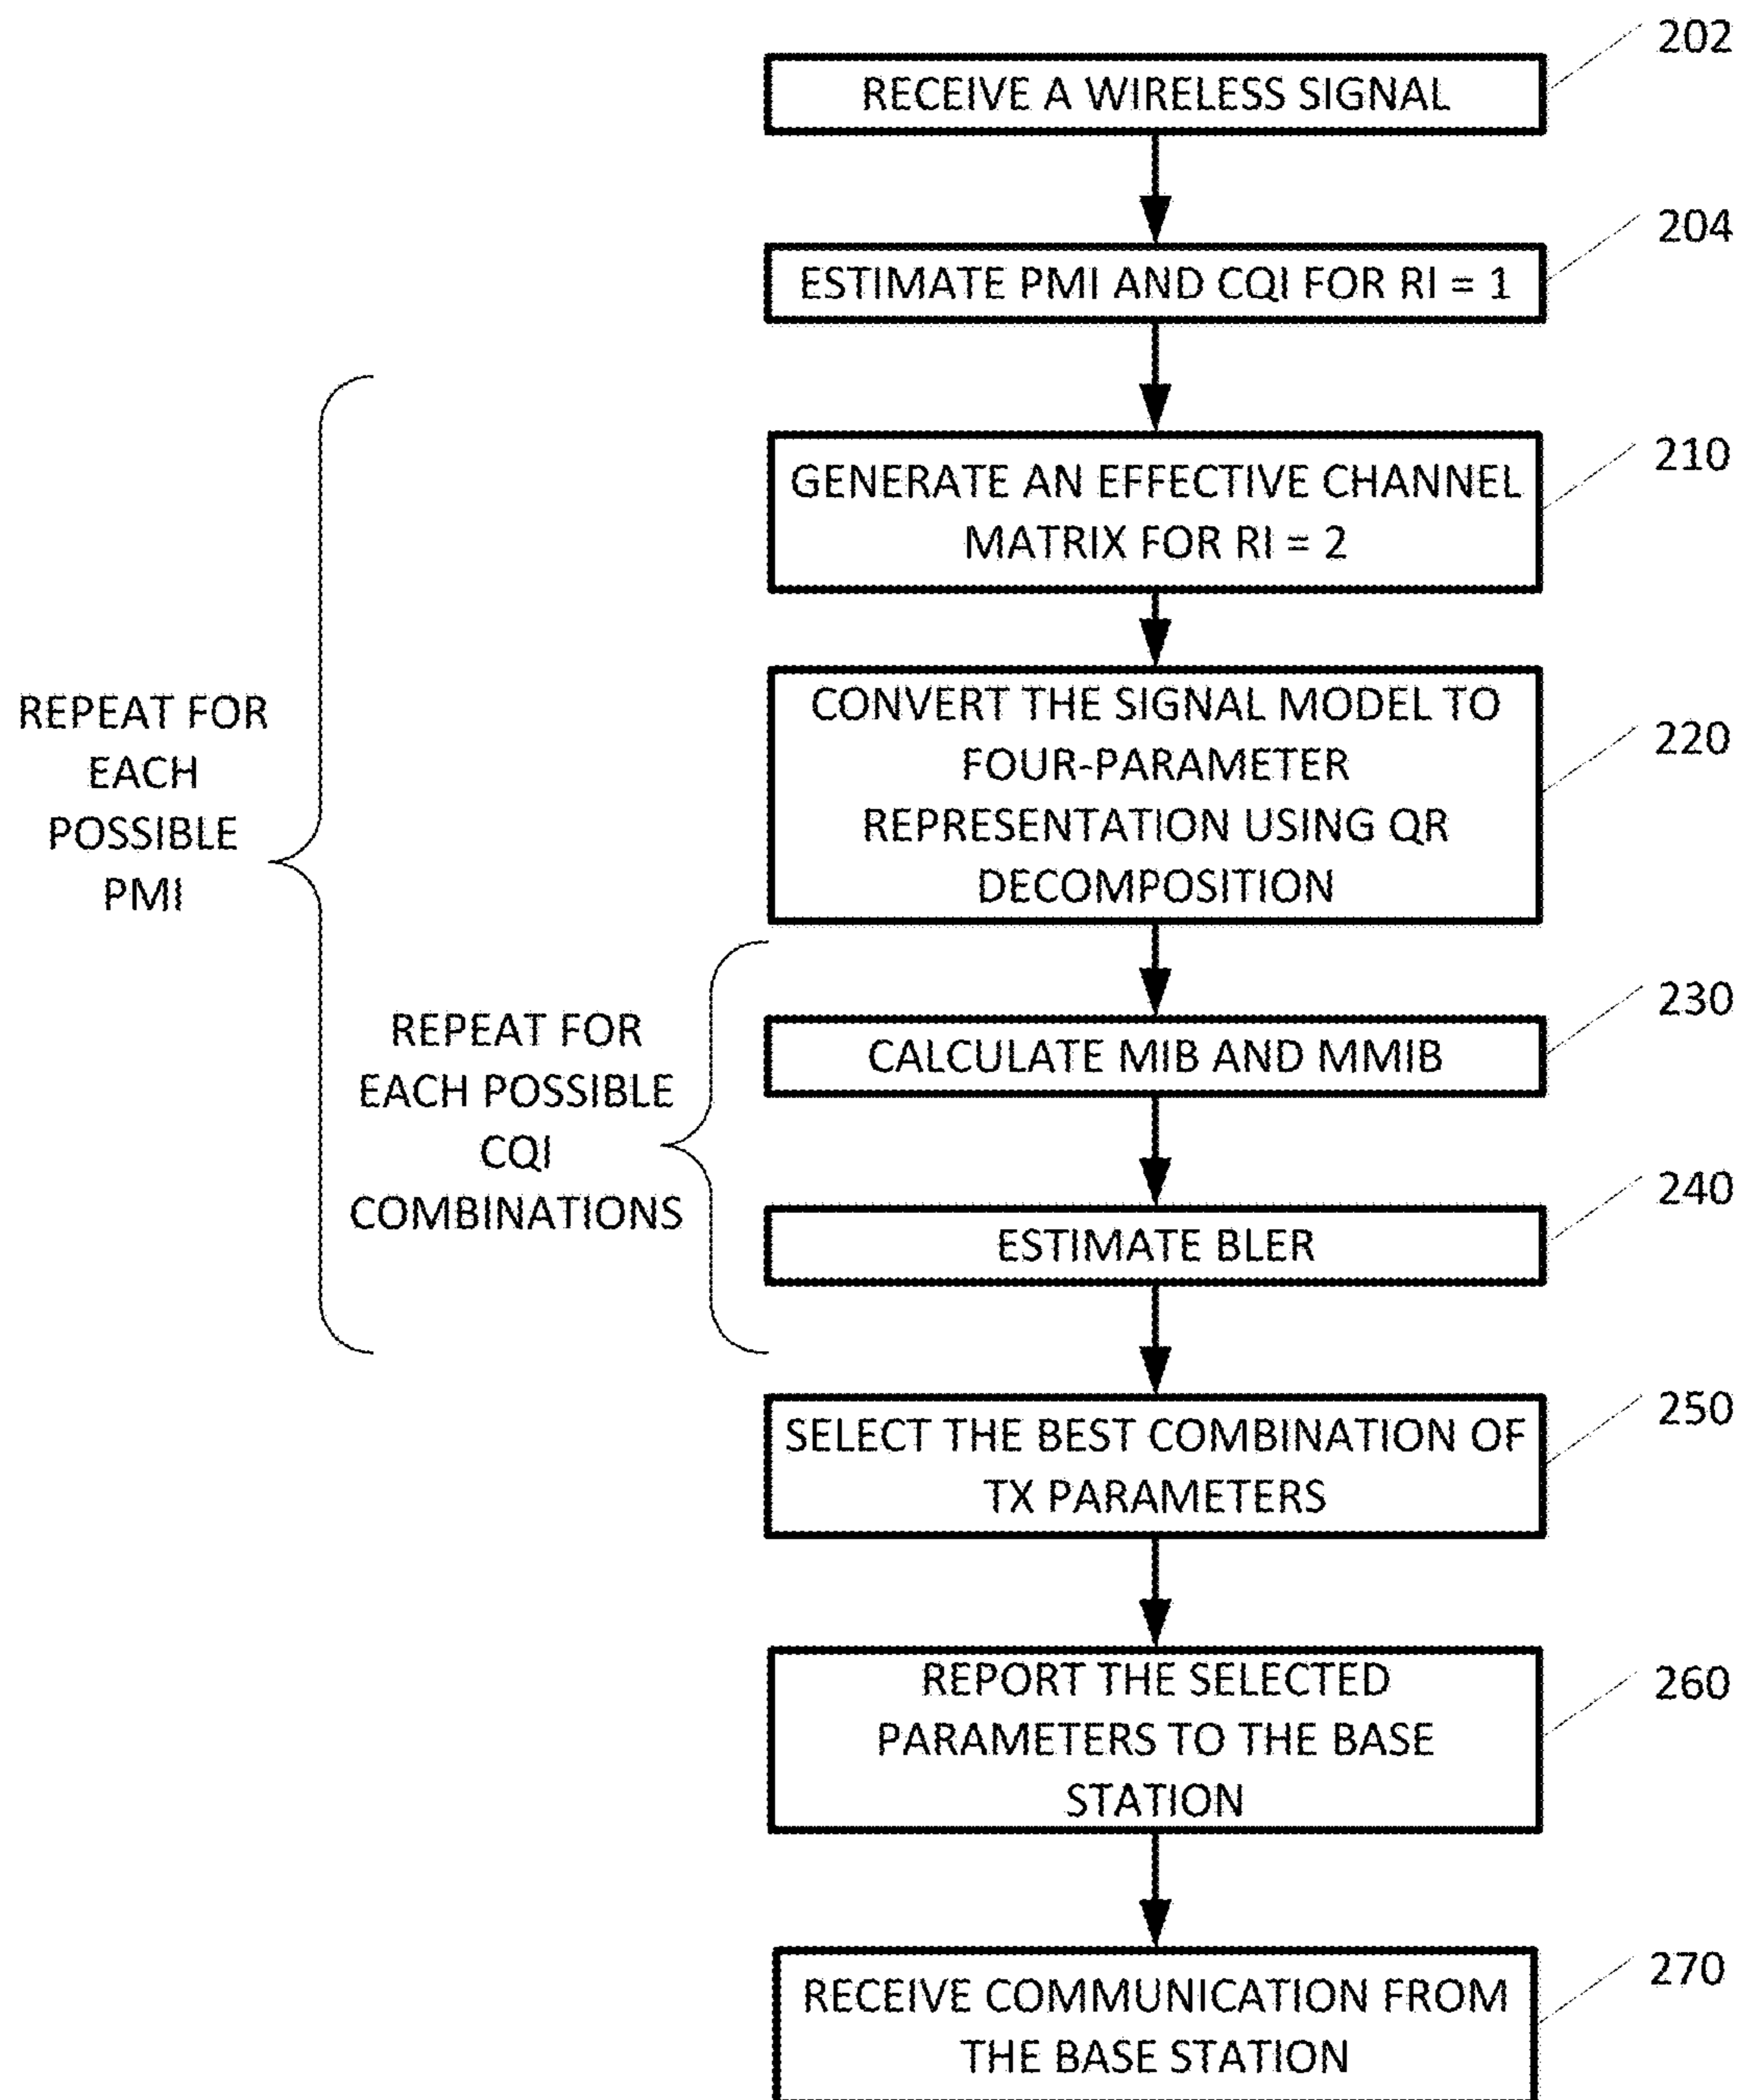 202
RECEIVE A WIRELESS SIGNAL
204
ESTIMATE PMI AND CQI FOR RI = 1
210
GENERATE AN EFFECTIVE CHANNEL
MATRIX FOR RI = 2
220
CONVERT THE SIGNAL MODEL TO
FOUR-PARAMETER
REPRESENTATION USING QR
DECOMPOSITION
REPEAT FOR
EACH
POSSIBLE
PMI
230
CALCULATE MIB AND MMIB
REPEAT FOR
EACH POSSIBLE
CQI
COMBINATIONS
240
ESTIMATE BLER
250
SELECT THE BEST COMBINATION OF
TX PARAMETERS
260
REPORT THE SELECTED
PARAMETERS TO THE BASE
STATION
270
RECEIVE COMMUNICATION FROM
THE BASE STATION